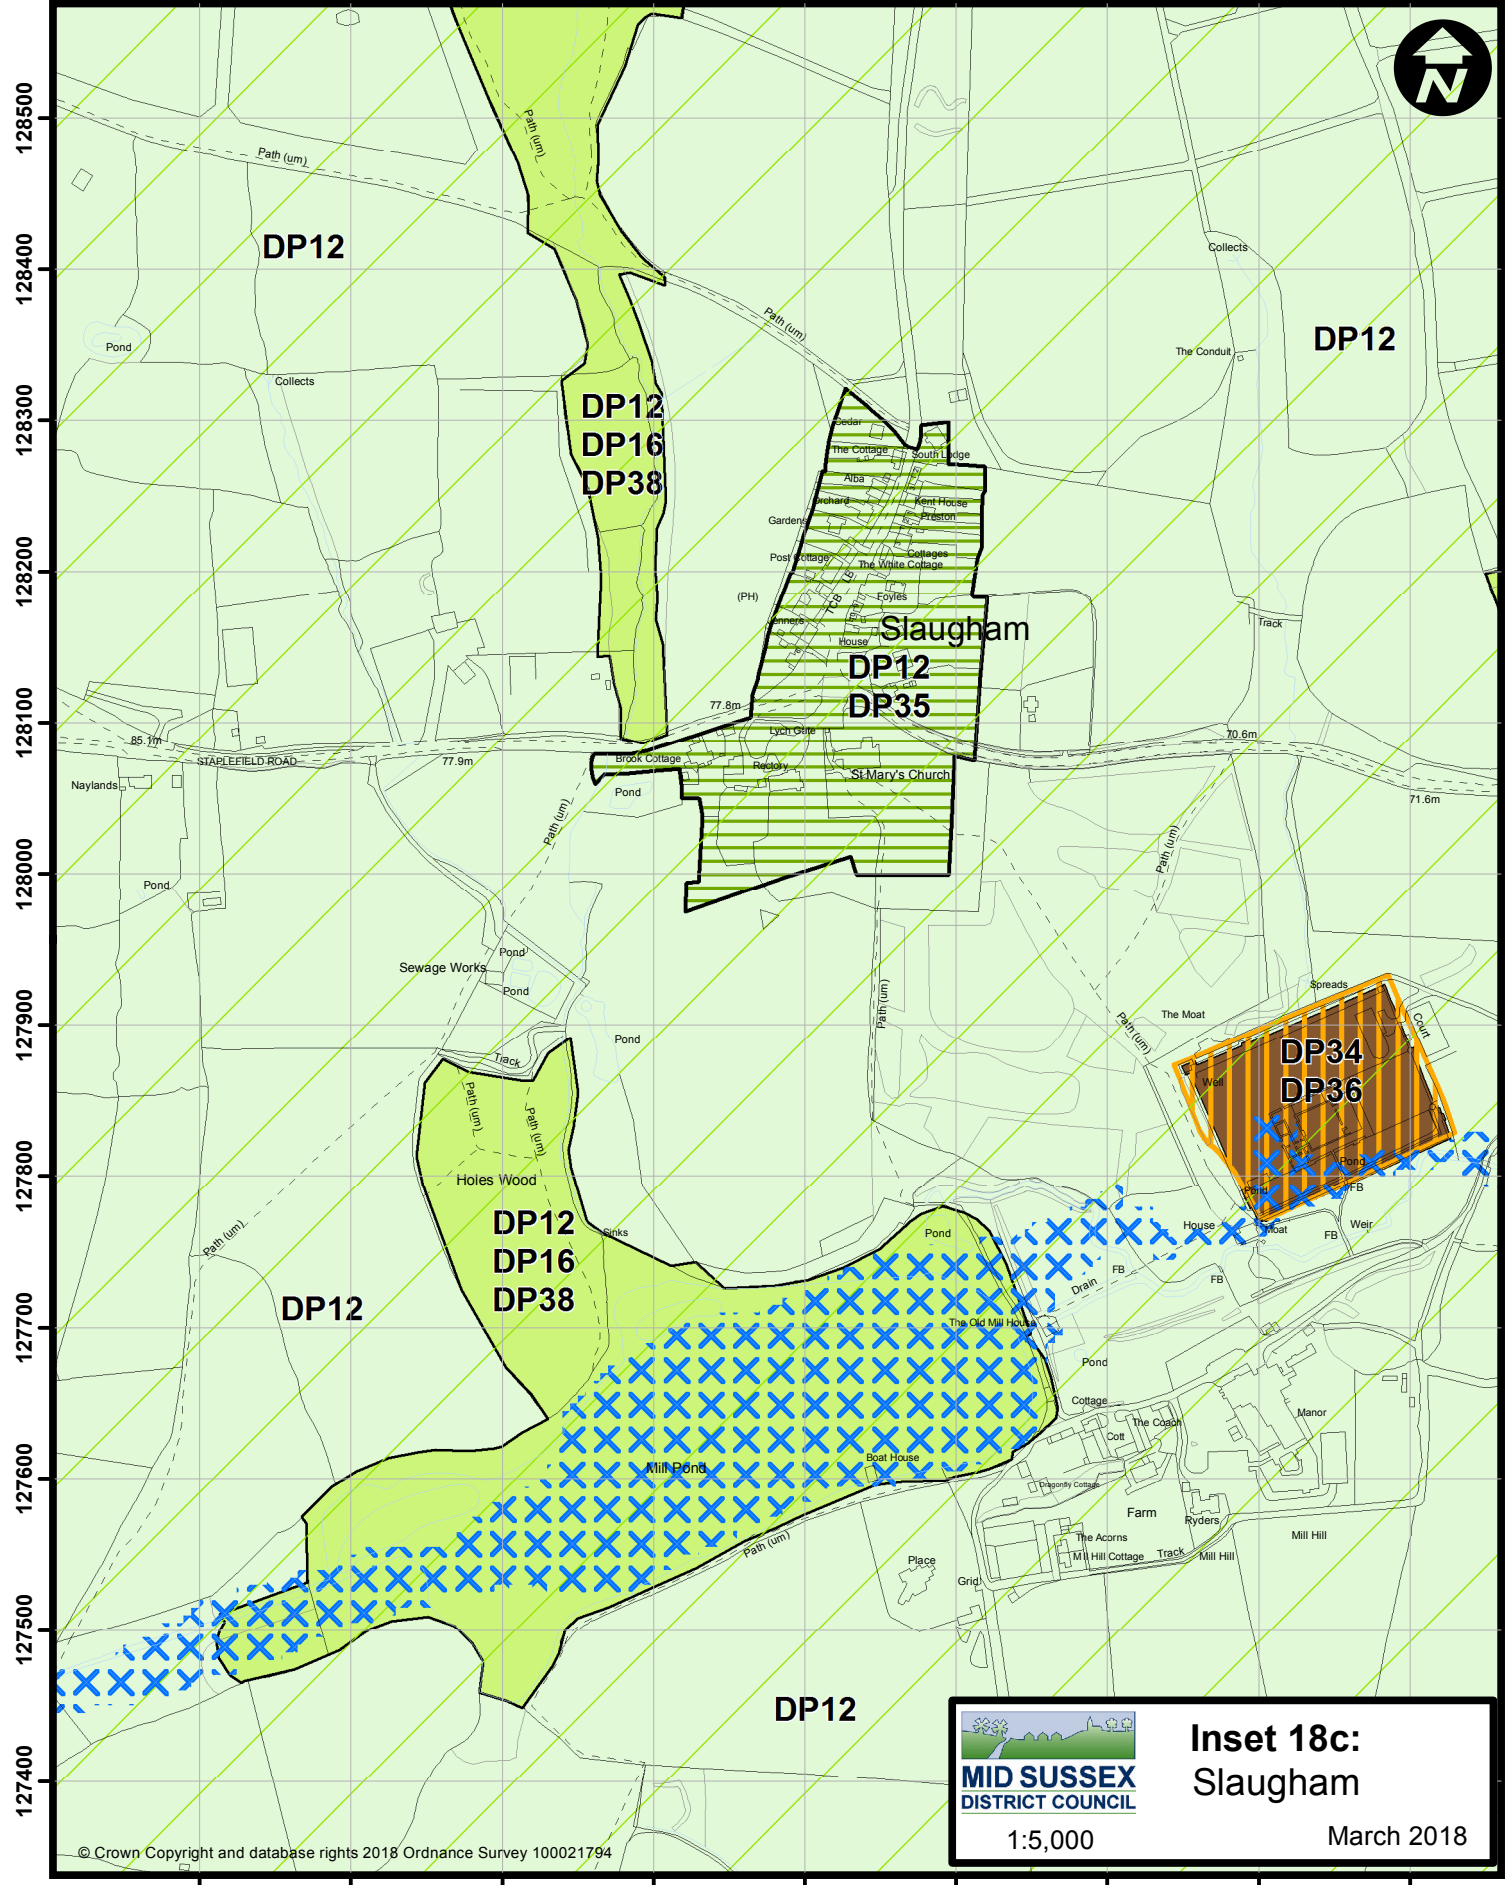 128500
128400
128300
128200
128100
128000
127900
127800
127700
127600
127500
127400
N
Path (um)
Path (um)
DP12
Collects
Path (um)
DP12
Pond
The Conduit
Collects
DP12
DP16
DP38
Cedar
The Cottage
South Lodge
Alba
Orchard
Kent House
Gardens
Preston
Post Cottage
Cottages
The White Cottage
LB
TCB
(PH)
Foyles
Track
House
Slaugham
DP12
DP35
77.8m
Lych Gate
70.6m
85.1m
STAPLEFIELD ROAD
77.9m
Brook Cottage
Rectory
St Mary's Church
Naylands
Pond
71.6m
Path (um)
Path (um)
Pond
Pond
Sewage Works
Pond
Spreads
Path (um)
The Moat
Path (um)
Court
Pond
DP34
DP36
Track
Well
Path (um)
Path (um)
Pond
Holes Wood
Pond
FB
DP12
DP16
DP38
Sinks
Pond
House
Moat
Weir
FB
Path (um)
FB
FB
Drain
DP12
The Old Mill House
Pond
Cottage
The Coach
Manor
Cott
Boat House
Mill Pond
Dragonfly Cottage
Farm
Ryders
Path (um)
The Acorns
Mill Hill
Mill Hill Cottage
Track
Mill Hill
Place
Grid
DP12
MID SUSSEX
DISTRICT COUNCIL
1:5,000
Inset 18c:
Slaugham
March 2018
© Crown Copyright and database rights 2018 Ordnance Survey 100021794